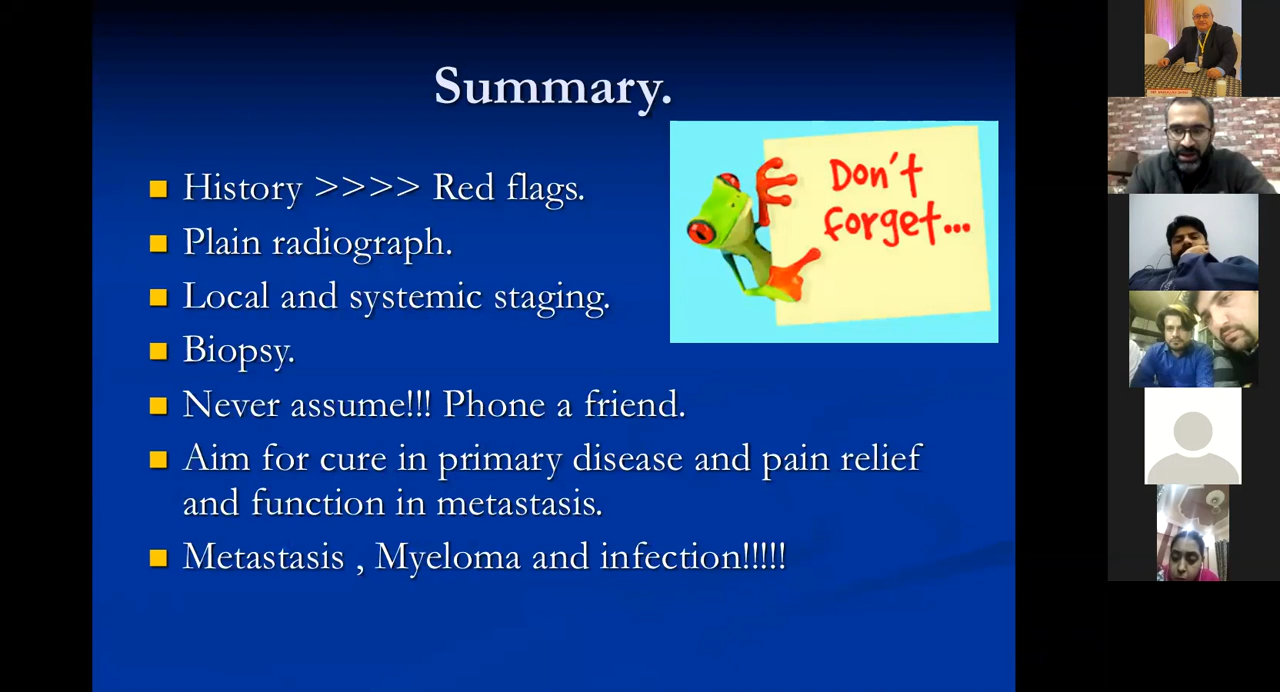 Summary.
Don't
forget...
History >>>> Red flags.
Plain radiograph.
Local and systemic staging.
Biopsy.
Never assume!!! Phone a friend.
Aim for cure in primary disease and pain relief
and function in metastasis.
Metastasis , Myeloma and infection!!!!!